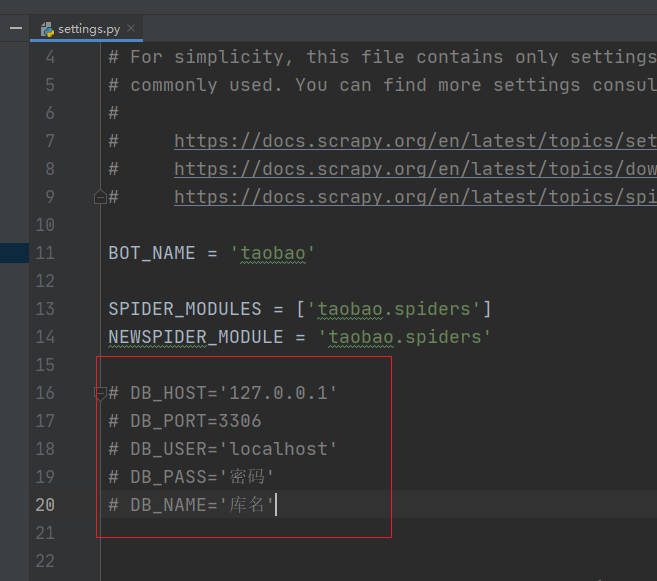 settings.py
4 # For simplicity, this file contains only settings
5 # commonly used. You can find more settings consul
6 #
7 # https://docs.scrapy.org/en/latest/topics/set
8 # https://docs.scrapy.org/en/latest/topics/dow
9 # https://docs.scrapy.org/en/latest/topics/spi
10
11 BOT_NAME = 'taobao'
12
13 SPIDER_MODULES = ['taobao.spiders']
14 NEWSPIDER_MODULE = 'taobao.spiders'
15
16 # DB_HOST='127.0.0.1'
17 # DB_PORT=3306
18 # DB_USER='localhost'
19 # DB_PASS='密码'
20 # DB_NAME='库名'
21
22